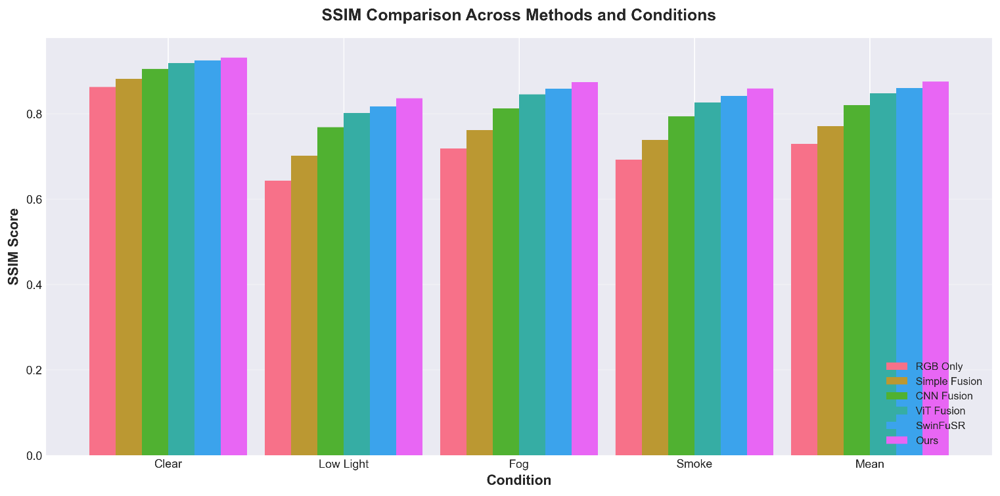 SSIM Comparison Across Methods and Conditions
SSIM Score
0.8
0.6
0.4
0.2
0.0
RGB Only
Simple Fusion
CNN Fusion
ViT Fusion
SwinFuSR
Ours
Clear
Low Light
Fog
Smoke
Mean
Condition